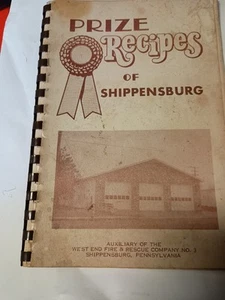 PRIZE
Recipes
OF
SHIPPENSBURG
AUXILIARY OF THE
WEST END FIRE & RESCUE COMPANY NO. 3
SHIPPENSBURG, PENNSYLVANIA